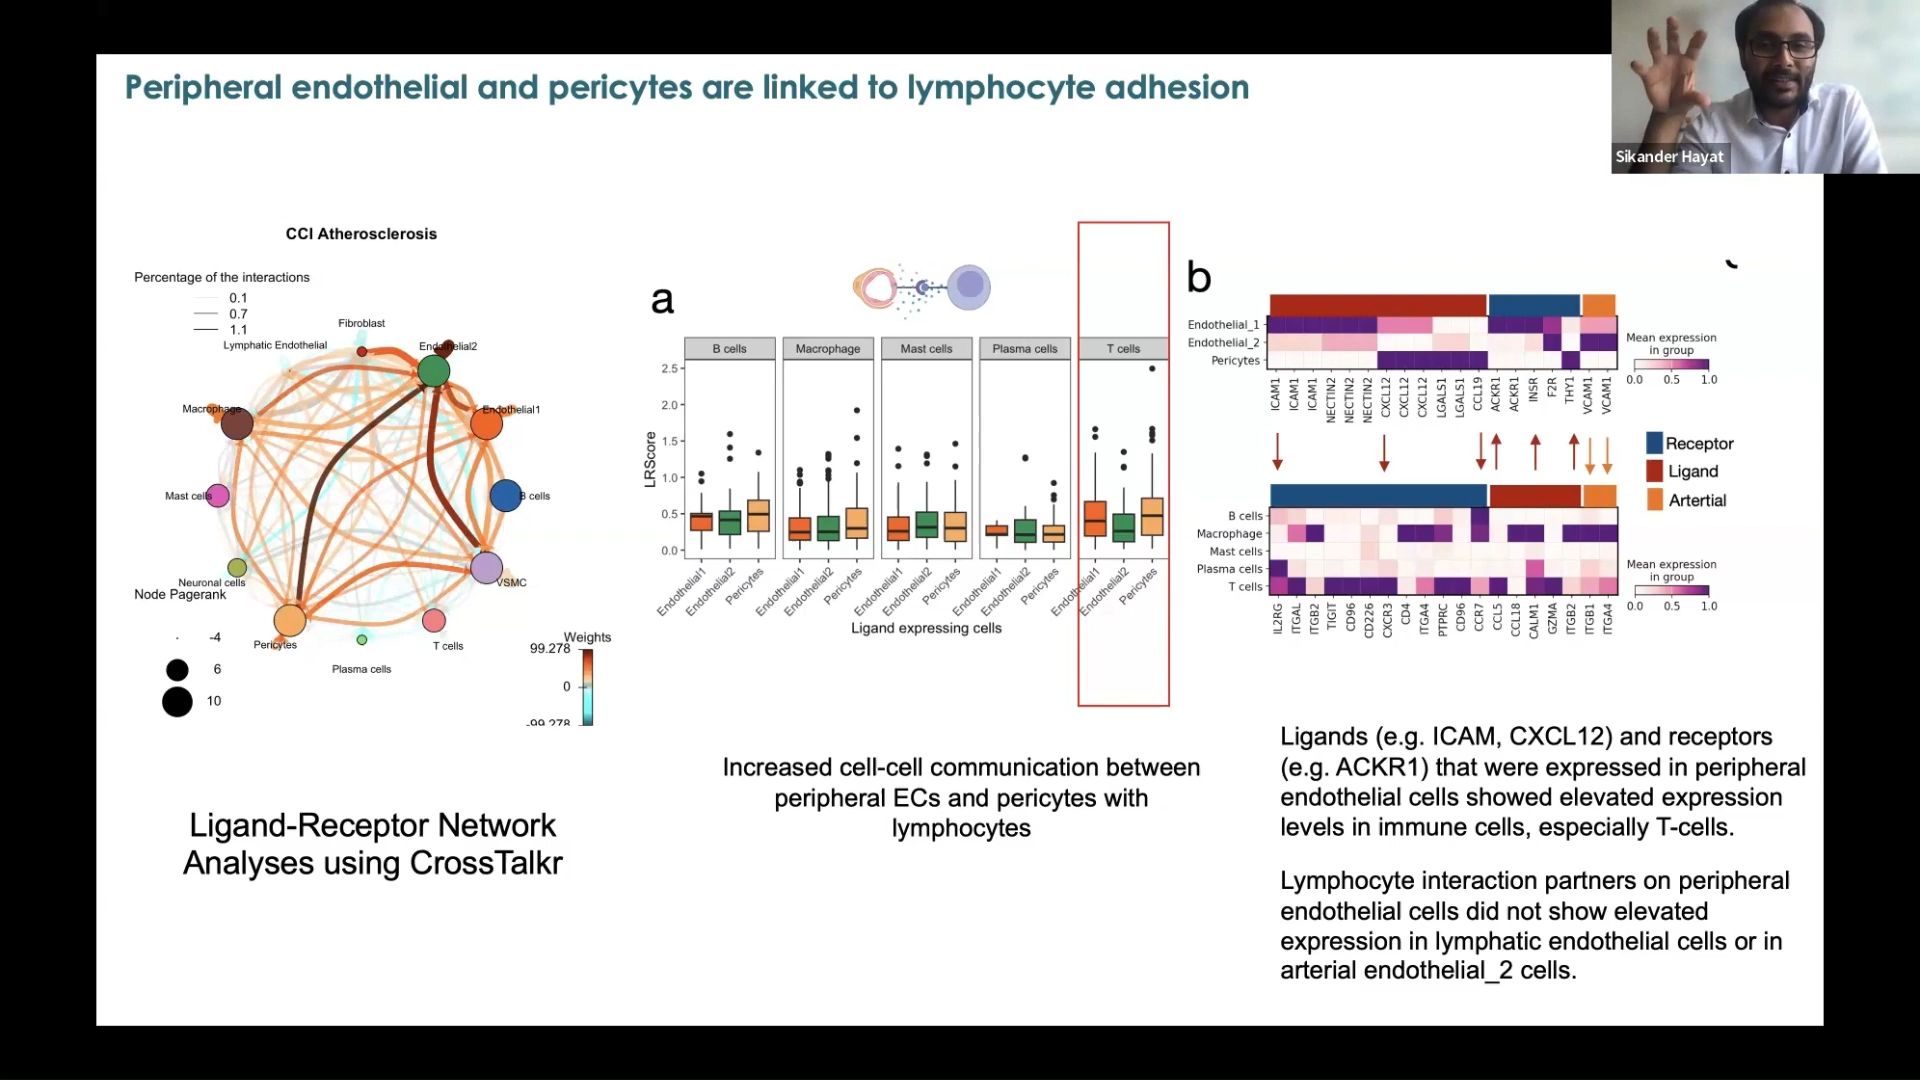 Peripheral endothelial and pericytes are linked to lymphocyte adhesion
Sikander Hayat
CCI Atherosclerosis
Percentage of the interactions
0.1
0.7
1.1
Fibroblast
Lymphatic Endothelial
Endothelial2
Macrophage
Endothelial1
Mast cells
B cells
Neuronal cells
VSMC
Node Pagerank
Pericytes
T cells
Plasma cells
-4
6
10
Weights
99.278
0
-99.278
Ligand-Receptor Network
Analyses using CrossTalkr
a
B cells
Macrophage
Mast cells
Plasma cells
T cells
LRScore
2.5
2.0
1.5
1.0
0.5
0.0
Endothelial1
Endothelial2
Pericytes
Endothelial1
Endothelial2
Pericytes
Endothelial1
Endothelial2
Pericytes
Endothelial1
Endothelial2
Pericytes
Endothelial1
Endothelial2
Pericytes
Ligand expressing cells
Increased cell-cell communication between
peripheral ECs and pericytes with
lymphocytes
b
Endothelial_1
Endothelial_2
Pericytes
ICAM1
ICAM1
ICAM1
NECTIN2
NECTIN2
NECTIN2
CXCL12
CXCL12
CXCL12
LGALS1
LGALS1
CCL19
ACKR1
ACKR1
INSR
F2R
THY1
VCAM1
VCAM1
Mean expression
in group
0.0 0.5 1.0
Receptor
Ligand
Artertial
B cells
Macrophage
Mast cells
Plasma cells
T cells
IL2RG
ITGAL
ITGB2
TIGIT
CD96
CD226
CXCR3
CD4
ITGA4
PTPRC
CD96
CCR7
CCL5
CCL18
CALM1
GZMA
ITGB2
ITGB1
ITGA4
Mean expression
in group
0.0 0.5 1.0
Ligands (e.g. ICAM, CXCL12) and receptors
(e.g. ACKR1) that were expressed in peripheral
endothelial cells showed elevated expression
levels in immune cells, especially T-cells.
Lymphocyte interaction partners on peripheral
endothelial cells did not show elevated
expression in lymphatic endothelial cells or in
arterial endothelial_2 cells.